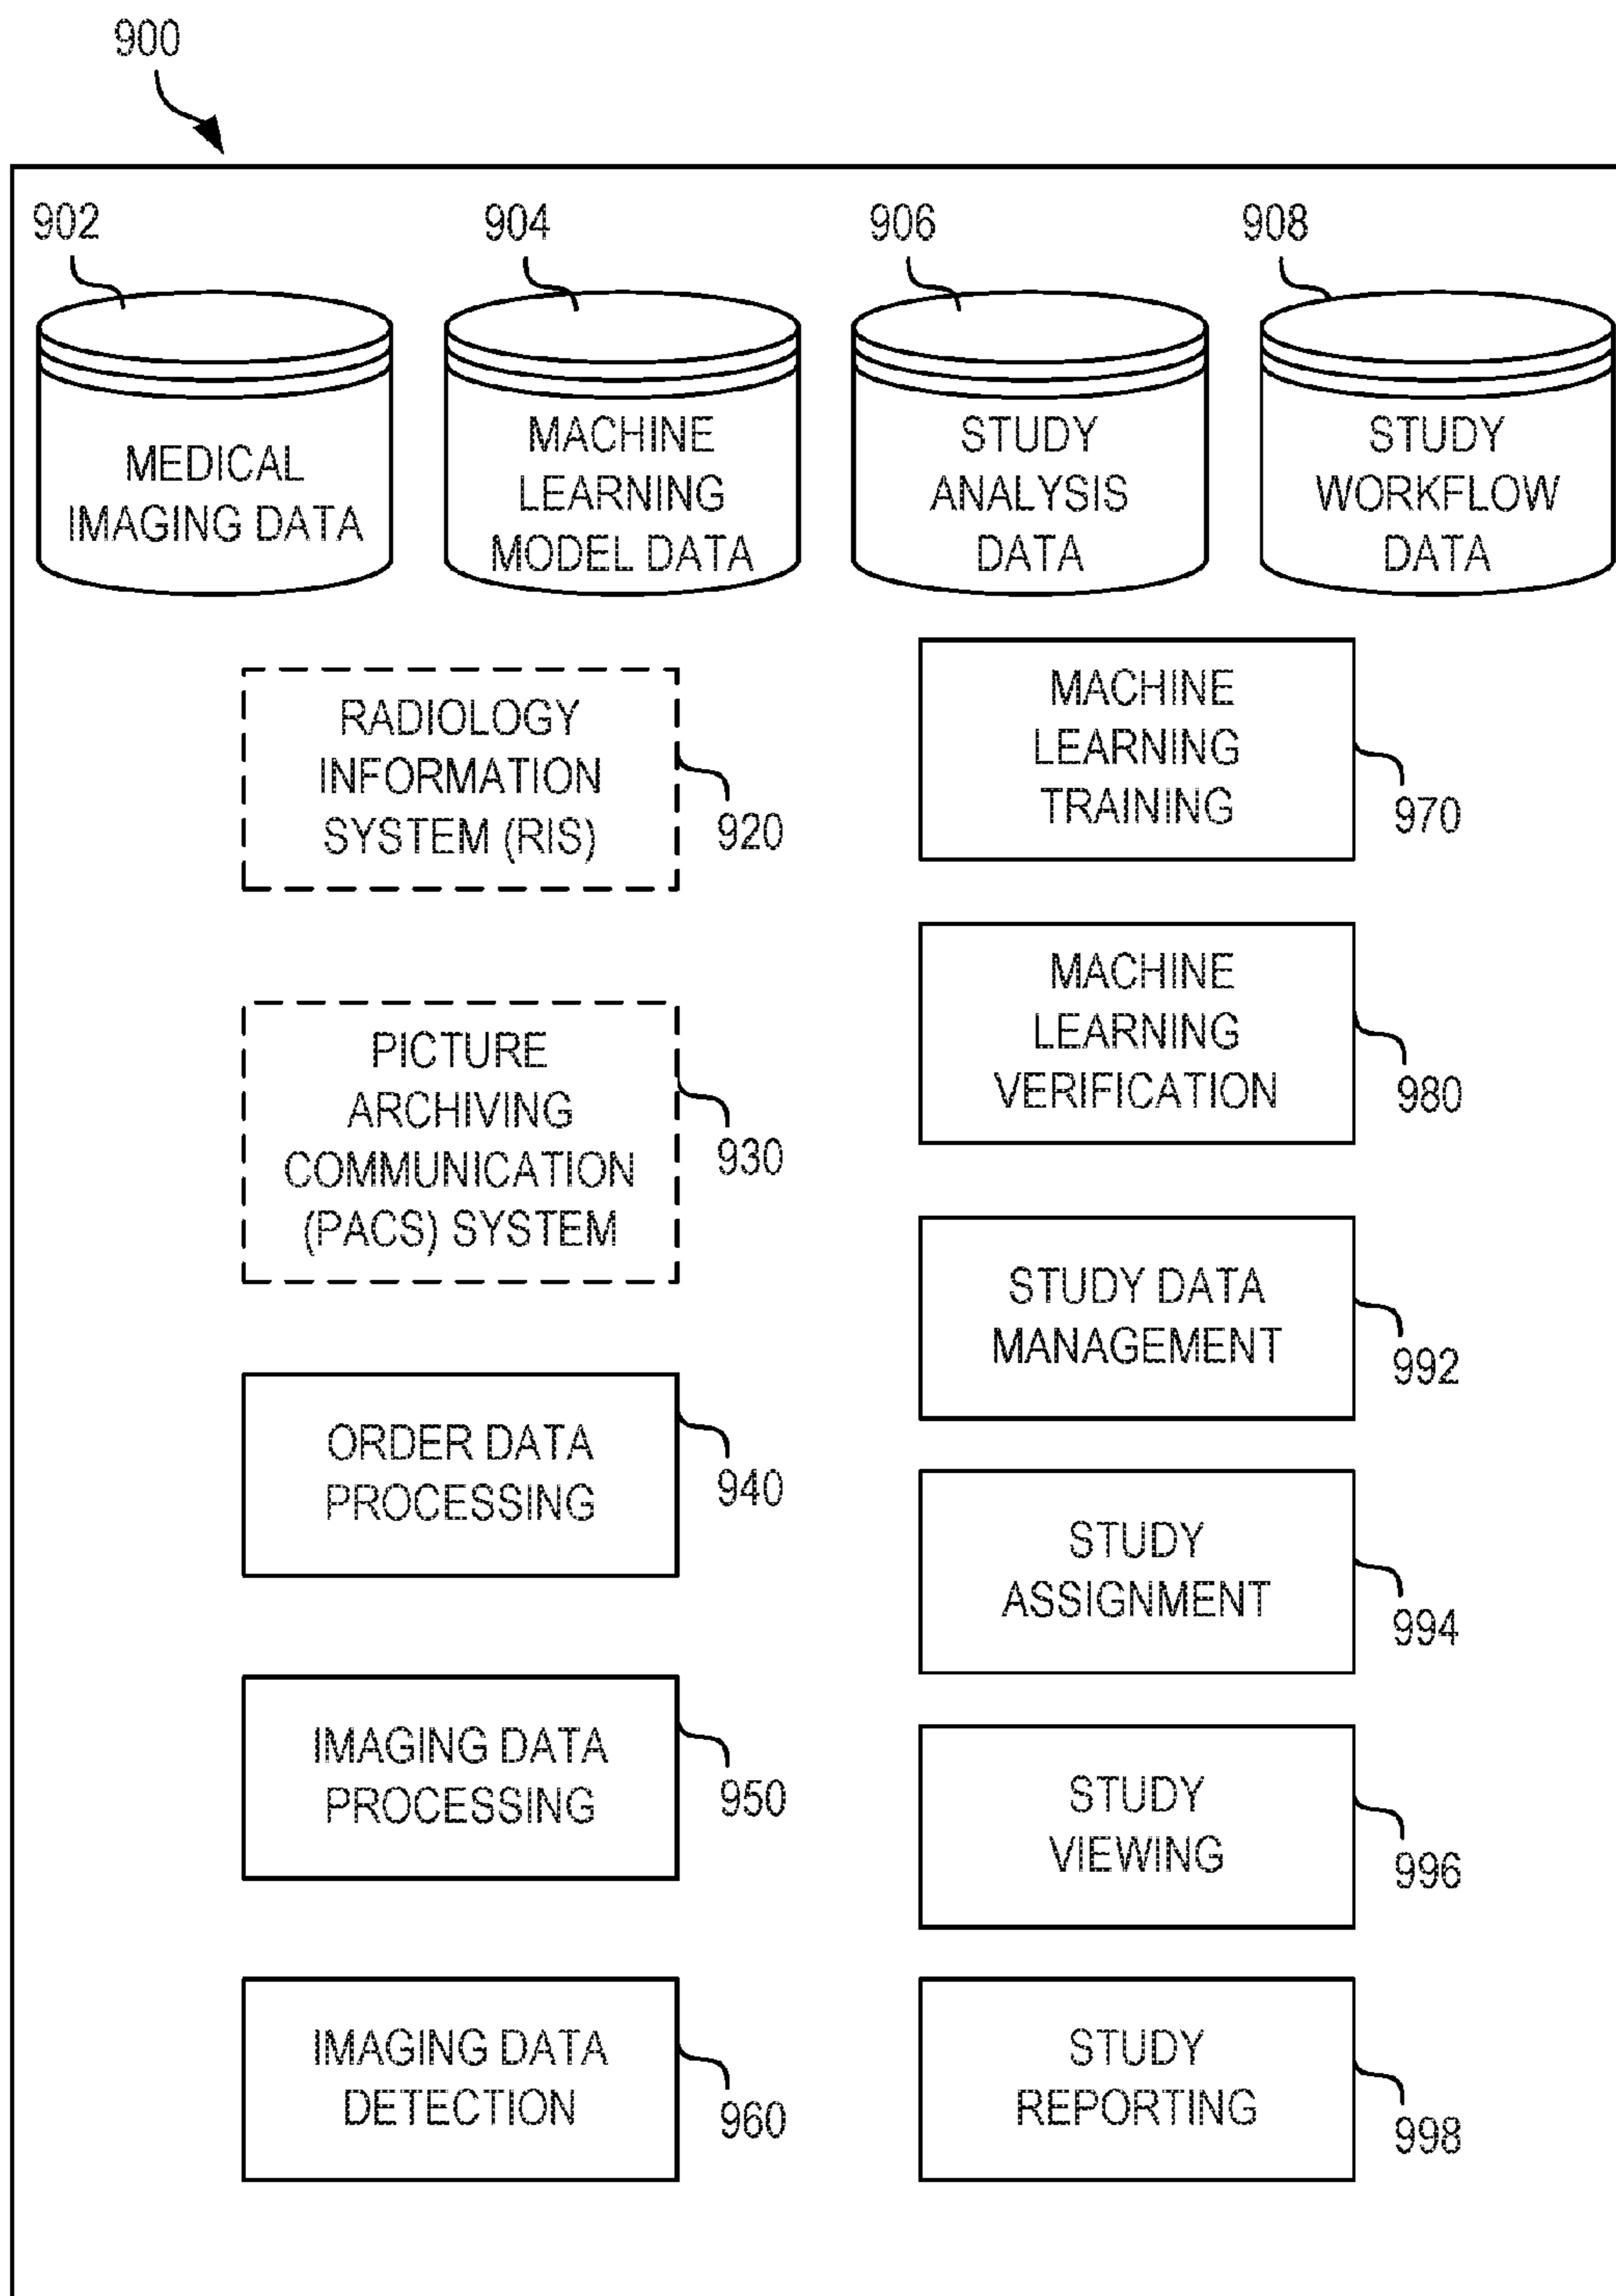 900
902
904
906
908
MEDICAL
IMAGING DATA
MACHINE
LEARNING
MODEL DATA
STUDY
ANALYSIS
DATA
STUDY
WORKFLOW
DATA
RADIOLOGY
INFORMATION
SYSTEM (RIS)
920
PICTURE
ARCHIVING
COMMUNICATION
(PACS) SYSTEM
930
ORDER DATA
PROCESSING
940
IMAGING DATA
PROCESSING
950
IMAGING DATA
DETECTION
960
MACHINE
LEARNING
TRAINING
970
MACHINE
LEARNING
VERIFICATION
980
STUDY DATA
MANAGEMENT
992
STUDY
ASSIGNMENT
994
STUDY
VIEWING
996
STUDY
REPORTING
998